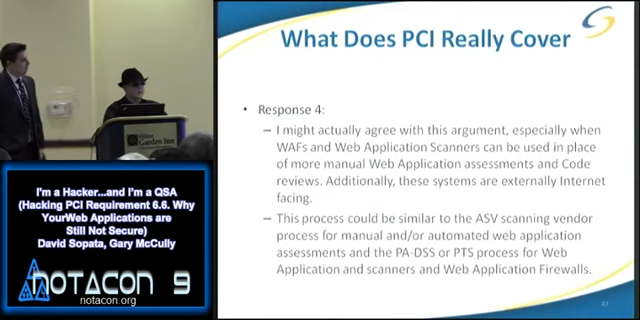 What Does PCI Really Cover
• Response 4:
– I might actually agree with this argument, especially when
WAFs and Web Application Scanners can be used in place
of more manual Web Application assessments and Code
reviews. Additionally, these systems are externally Internet
facing.
– This process could be similar to the ASV scanning vendor
process for manual and/or automated web application
assessments and the PA-DSS or PTS process for Web
Application and scanners and Web Application Firewalls.
47
Hilton
Garden Inn
I'm a Hacker...and I'm a QSA
(Hacking PCI Requirement 6.6. Why
YourWeb Applications are
Still Not Secure)
David Sopata, Gary McCully
NOTACON 9
notacon.org